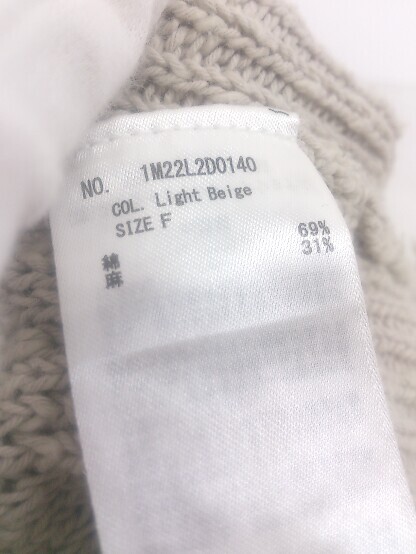 NO. 1M22L2D0140
COL. Light Beige
SIZE F
綿 69%
麻 31%